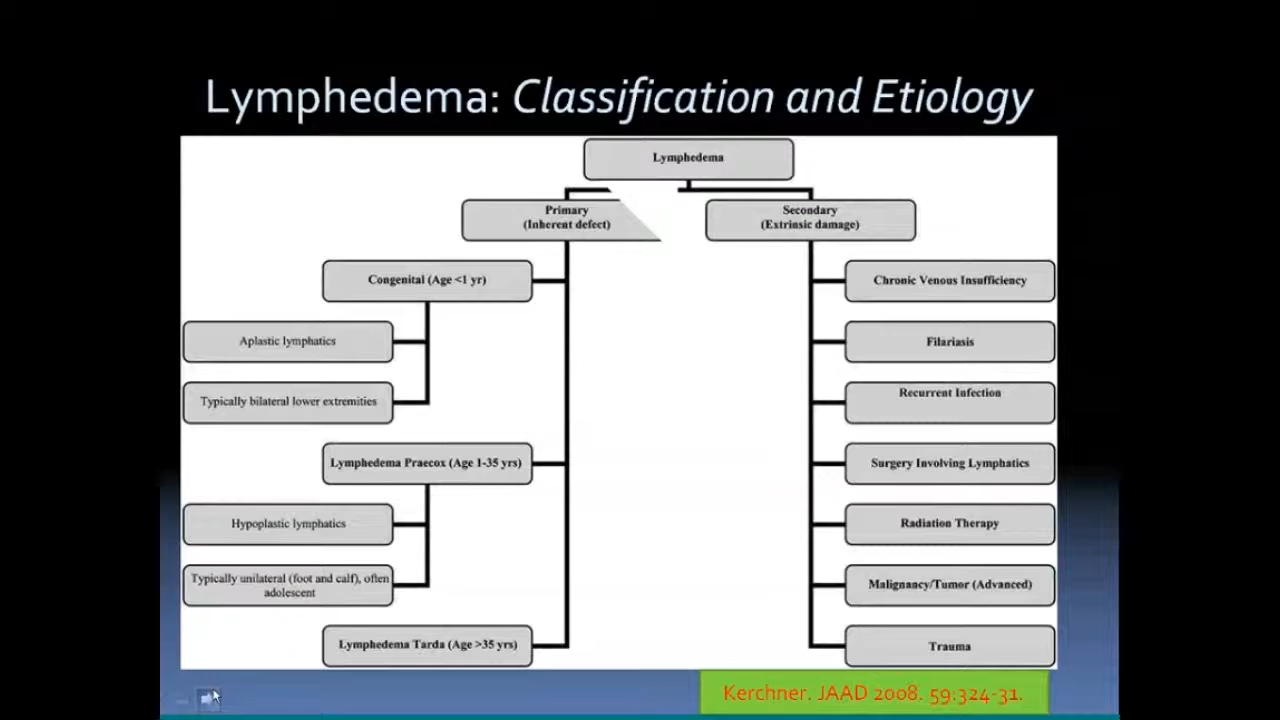 Lymphedema: Classification and Etiology
Lymphedema
Primary
(Inherent defect)
Secondary
(Extrinsic damage)
Congenital (Age <1 yr)
Aplastic lymphatics
Typically bilateral lower extremities
Lymphedema Praecox (Age 1-35 yrs)
Hypoplastic lymphatics
Typically unilateral (foot and calf), often
adolescent
Lymphedema Tarda (Age >35 yrs)
Chronic Venous Insufficiency
Filariasis
Recurrent Infection
Surgery Involving Lymphatics
Radiation Therapy
Malignancy/Tumor (Advanced)
Trauma
Kerchner. JAAD 2008. 59:324-31.